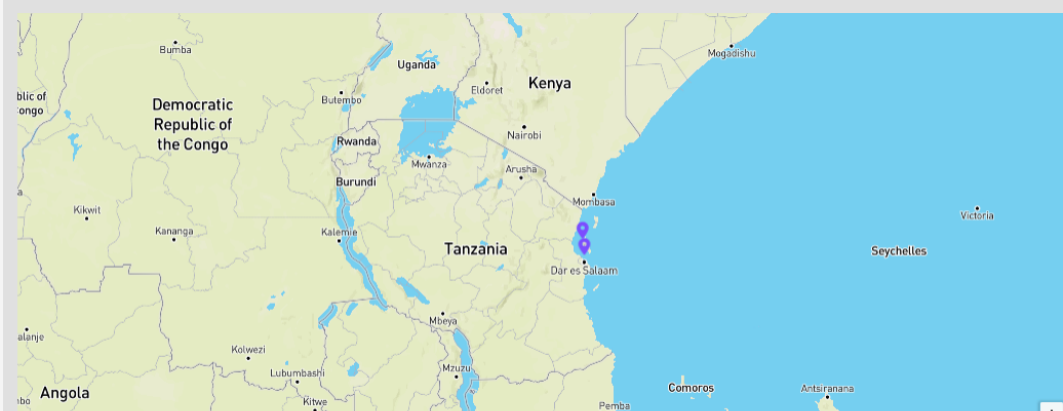 Bumba
Mogadishu
Uganda
Kenya
Eldoret
blic of
ongo
Democratic
Republic of
the Congo
Butembo
Nairobi
Rwanda
Mwanza
Arusha
Burundi
a
Mombasa
Kikwit
Victoria
Kananga
Kalemie
Tanzania
Seychelles
Dar es Salaam
Mbeya
alanje
Kolwezi
Lubumbashi
Mzuzu
Angola
Comoros
Antsiranana
mbo
Kitwe
Pemba